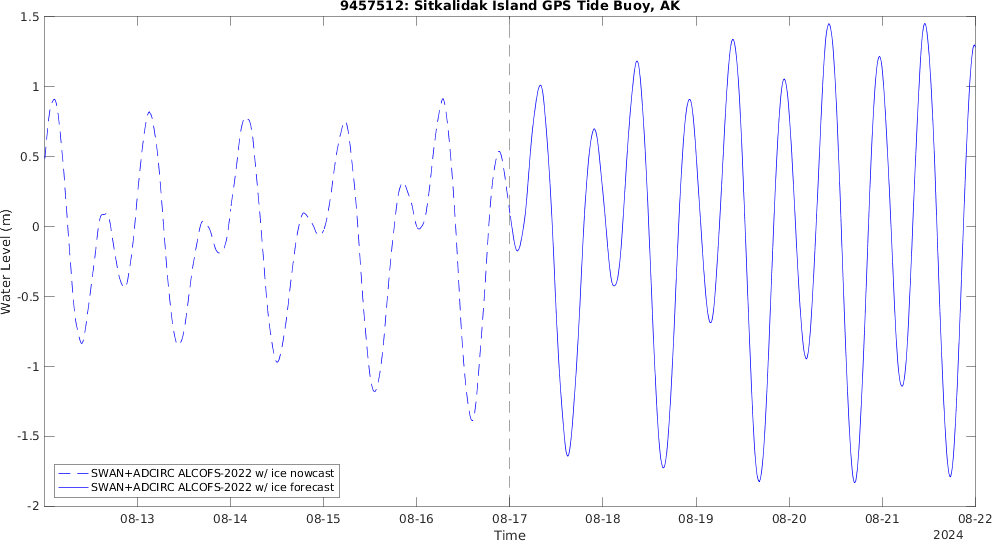 9457512: Sitkalidak Island GPS Tide Buoy, AK
1.5
1
0.5
0
-0.5
-1
-1.5
-2
Water Level (m)
SWAN+ADCIRC ALCOFS-2022 w/ ice nowcast
SWAN+ADCIRC ALCOFS-2022 w/ ice forecast
08-13 08-14 08-15 08-16 08-17 08-18 08-19 08-20 08-21 08-22
Time
2024